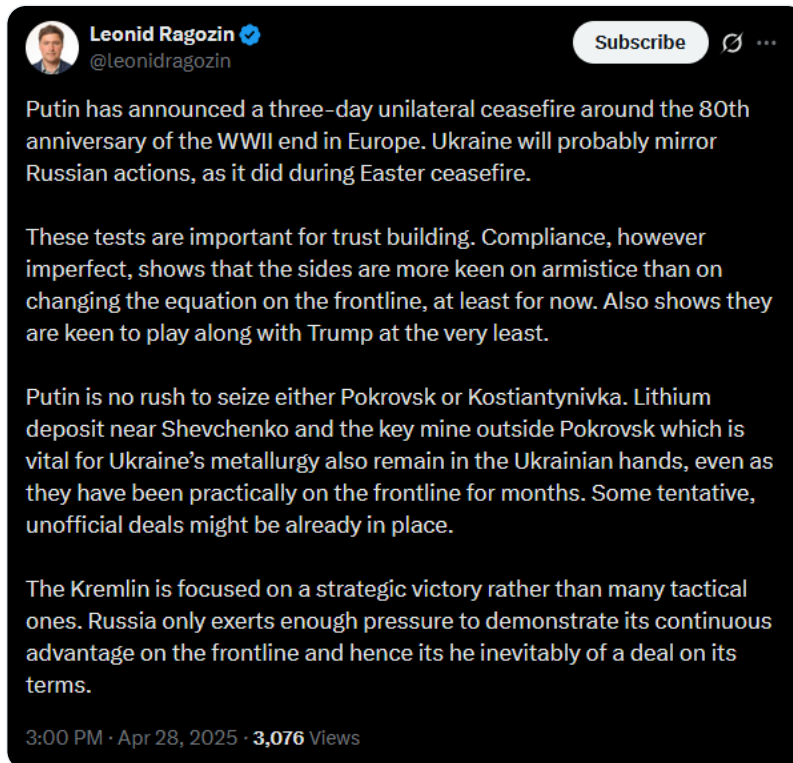 Leonid Ragozin
@leonidragozin
Subscribe
Putin has announced a three-day unilateral ceasefire around the 80th
anniversary of the WWII end in Europe. Ukraine will probably mirror
Russian actions, as it did during Easter ceasefire.
These tests are important for trust building. Compliance, however
imperfect, shows that the sides are more keen on armistice than on
changing the equation on the frontline, at least for now. Also shows they
are keen to play along with Trump at the very least.
Putin is no rush to seize either Pokrovsk or Kostiantynivka. Lithium
deposit near Shevchenko and the key mine outside Pokrovsk which is
vital for Ukraine’s metallurgy also remain in the Ukrainian hands, even as
they have been practically on the frontline for months. Some tentative,
unofficial deals might be already in place.
The Kremlin is focused on a strategic victory rather than many tactical
ones. Russia only exerts enough pressure to demonstrate its continuous
advantage on the frontline and hence its he inevitably of a deal on its
terms.
3:00 PM · Apr 28, 2025 · 3,076 Views